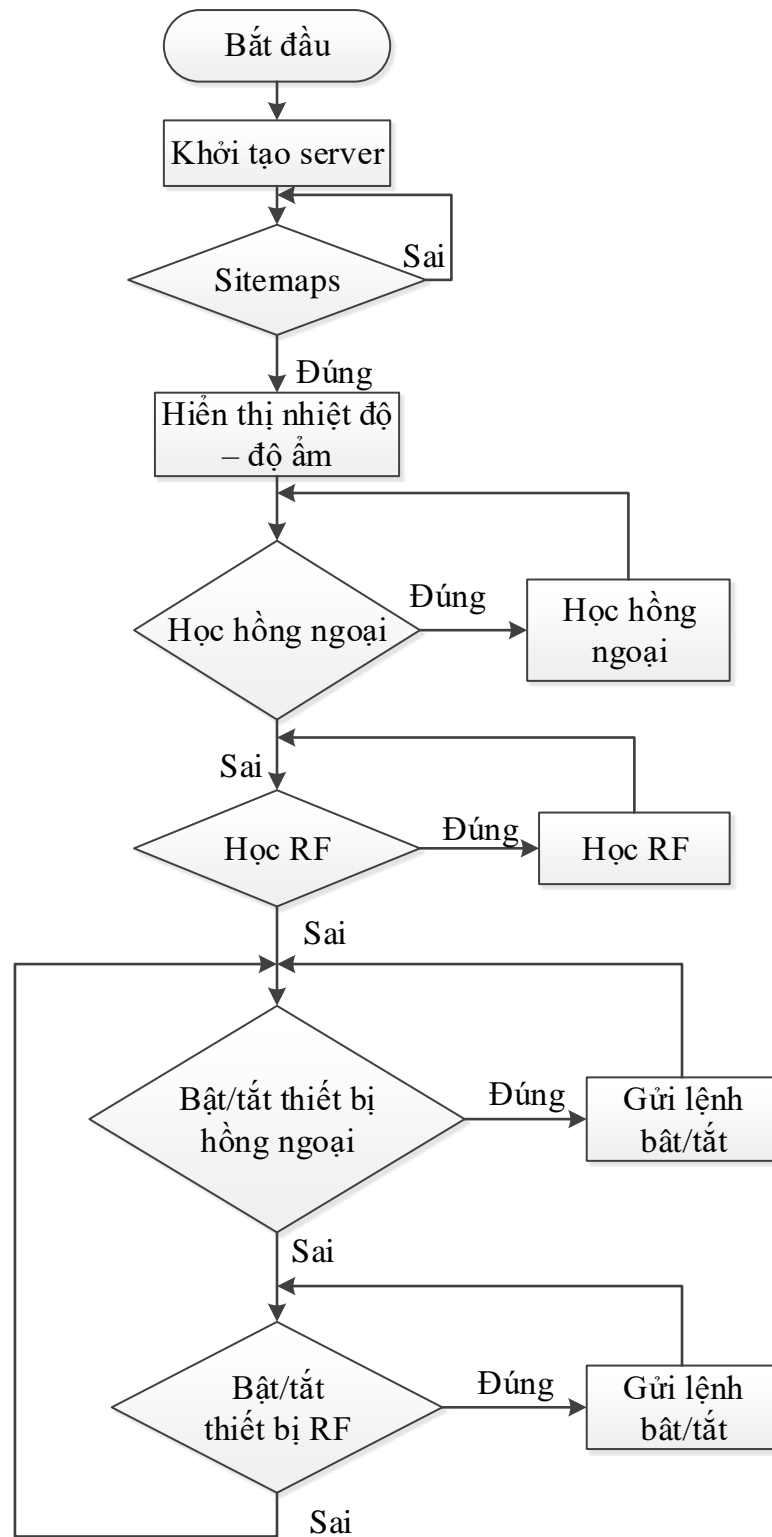 Bắt đầu
Khởi tạo server
Sai
Sitemaps
Đúng
Hiển thị nhiệt độ
– độ ẩm
Đúng
Học hồng ngoại
Học hồng
ngoại
Sai
Đúng
Học RF
Học RF
Sai
Bật/tắt thiết bị
hồng ngoại
Đúng
Gửi lệnh
bât/tắt
Sai
Bật/tắt
thiết bị RF
Đúng
Gửi lệnh
bât/tắt
Sai